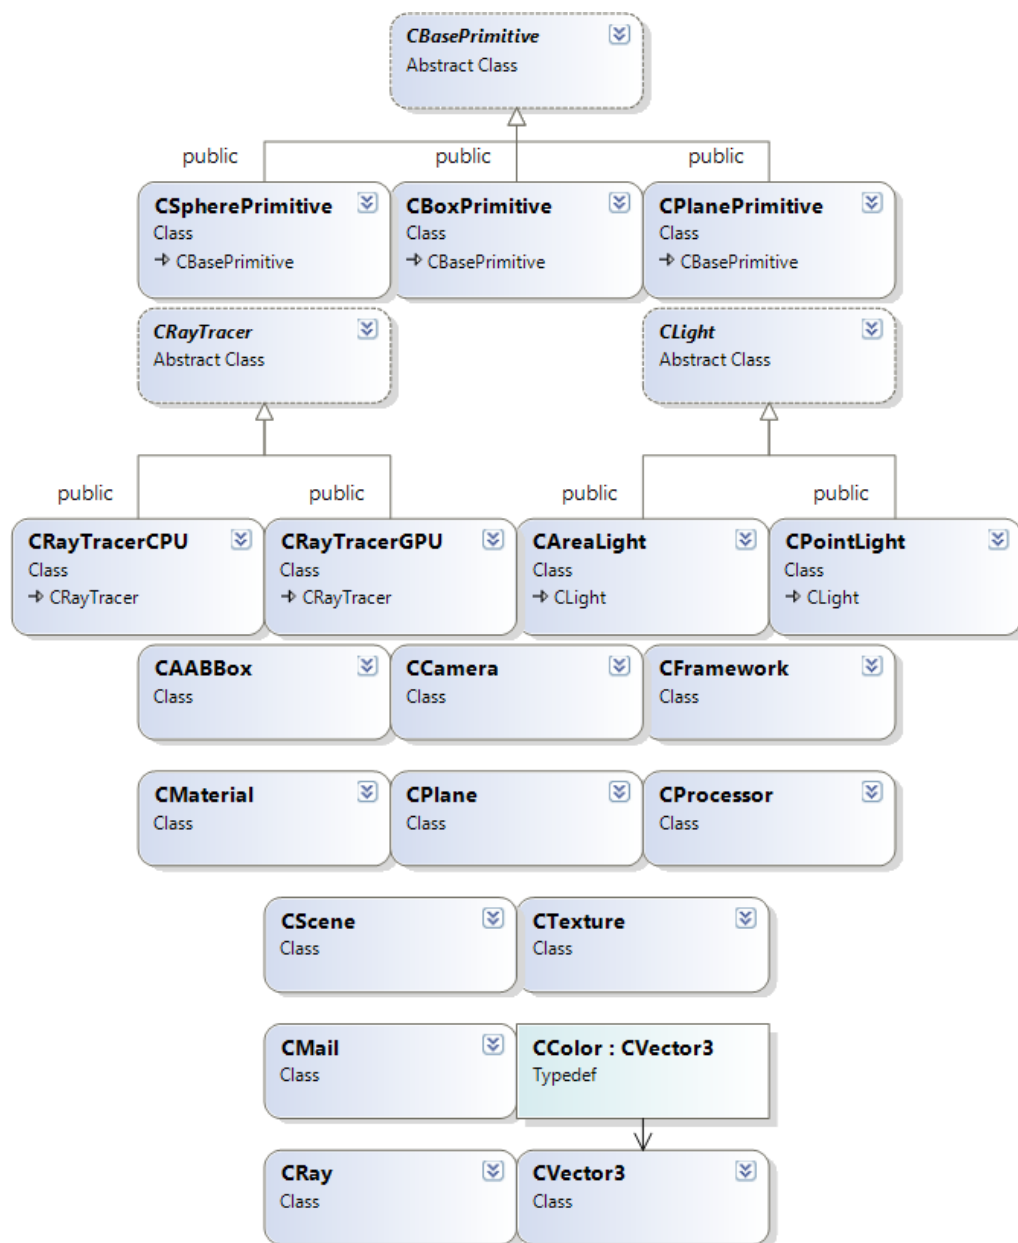 CBasePrimitive
Abstract Class
public public public
CSpherePrimitive CBoxPrimitive CPlanePrimitive
Class Class Class
CBasePrimitive CBasePrimitive CBasePrimitive
CRayTracer CLight
Abstract Class Abstract Class
public public public public
CRayTracerCPU CRayTracerGPU CAreaLight CPointLight
Class Class Class Class
CRayTracer CRayTracer CLight CLight
CAABBox CCamera CFramework
Class Class Class
CMaterial CPlane CProcessor
Class Class Class
CScene CTexture
Class Class
CMail CColor : CVector3
Class Typedef
CRay CVector3
Class Class